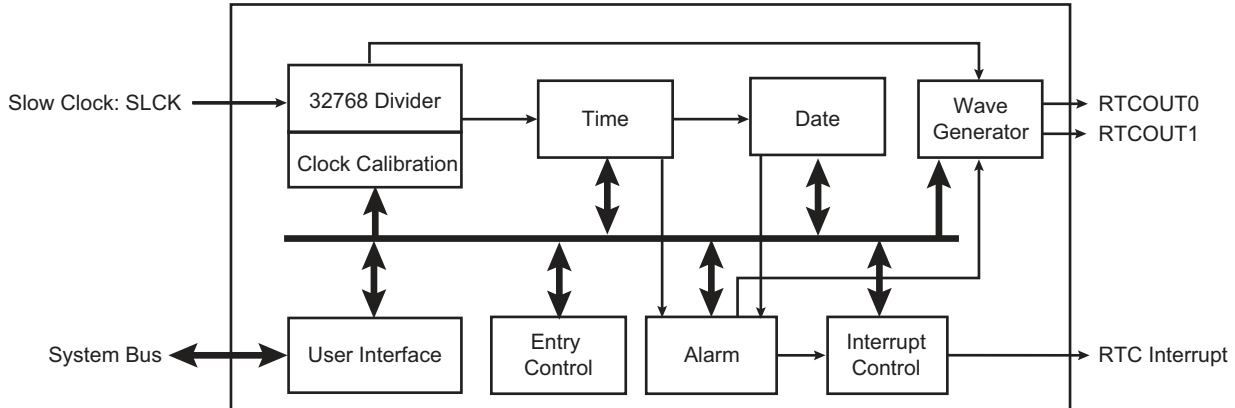 Slow Clock: SLCK
32768 Divider
Clock Calibration
Time
Date
Wave
Generator
RTCOUT0
RTCOUT1
System Bus
User Interface
Entry
Control
Alarm
Interrupt
Control
RTC Interrupt